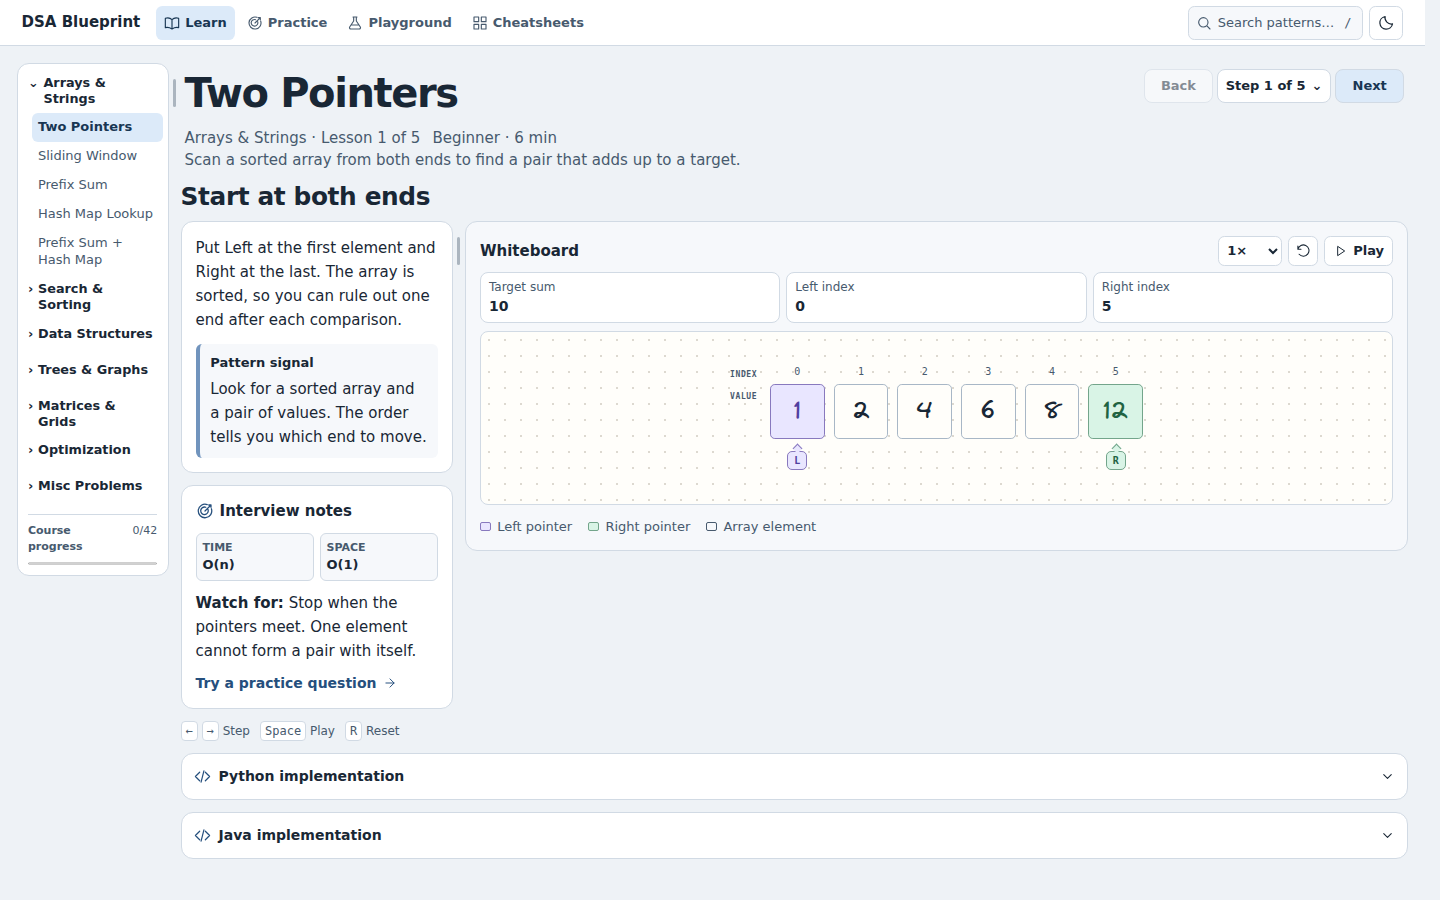 DSA Blueprint
Learn
Practice
Playground
Cheatsheets
Search patterns... /
Arrays &
Strings
Two Pointers
Sliding Window
Prefix Sum
Hash Map Lookup
Prefix Sum +
Hash Map
Search &
Sorting
Data Structures
Trees & Graphs
Matrices &
Grids
Optimization
Misc Problems
Course
progress
0/42
Two Pointers
Back
Step 1 of 5
Next
Arrays & Strings · Lesson 1 of 5 Beginner · 6 min
Scan a sorted array from both ends to find a pair that adds up to a target.
Start at both ends
Put Left at the first element and
Right at the last. The array is
sorted, so you can rule out one
end after each comparison.
Pattern signal
Look for a sorted array and
a pair of values. The order
tells you which end to move.
Interview notes
TIME
O(n)
SPACE
O(1)
Watch for: Stop when the
pointers meet. One element
cannot form a pair with itself.
Try a practice question →
← → Step Space Play R Reset
Whiteboard
1×
Play
Target sum
10
Left index
0
Right index
5
INDEX 0 1 2 3 4 5
VALUE 1 2 4 6 8 12
L R
Left pointer
Right pointer
Array element
Python implementation
Java implementation